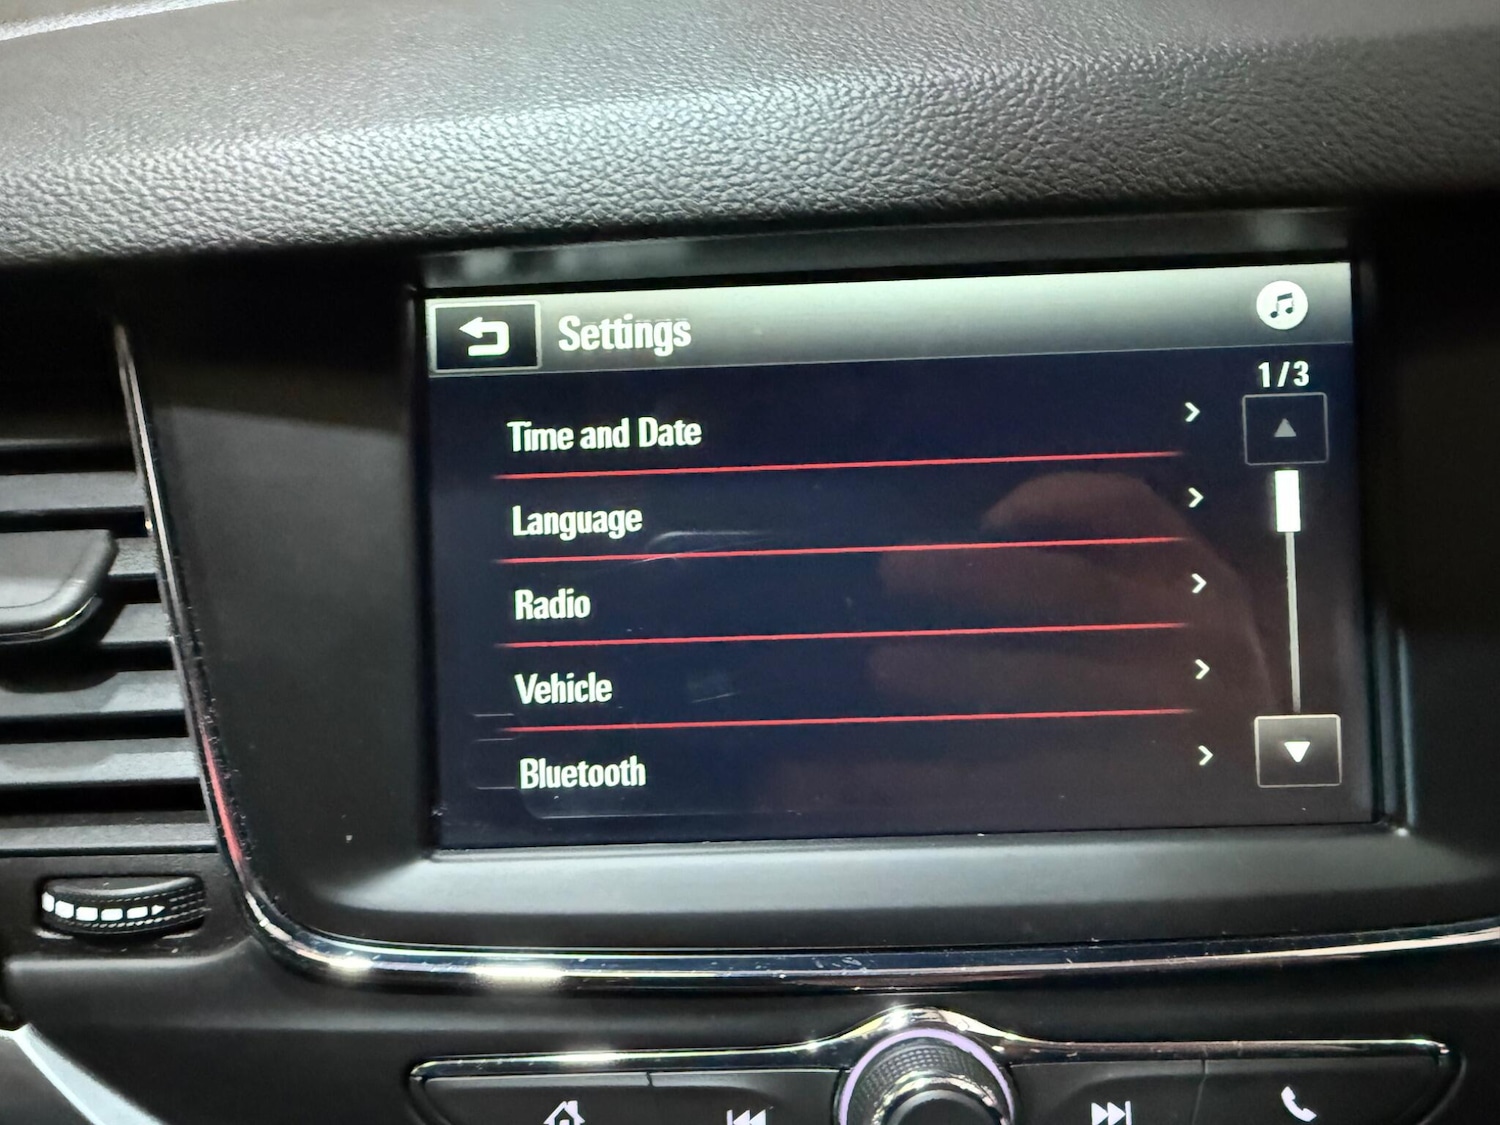 Settings
1/3
Time and Date
Language
Radio
Vehicle
Bluetooth